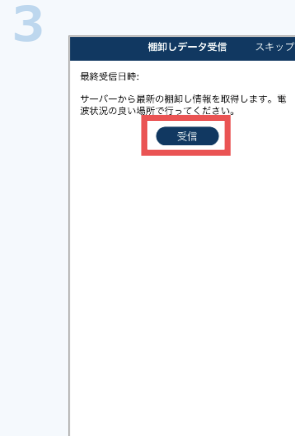 3
棚卸しデータ受信 スキップ
最終受信日時:
サーバーから最新の棚卸し情報を取得します。電
波状況の良い場所で行ってください。
受信